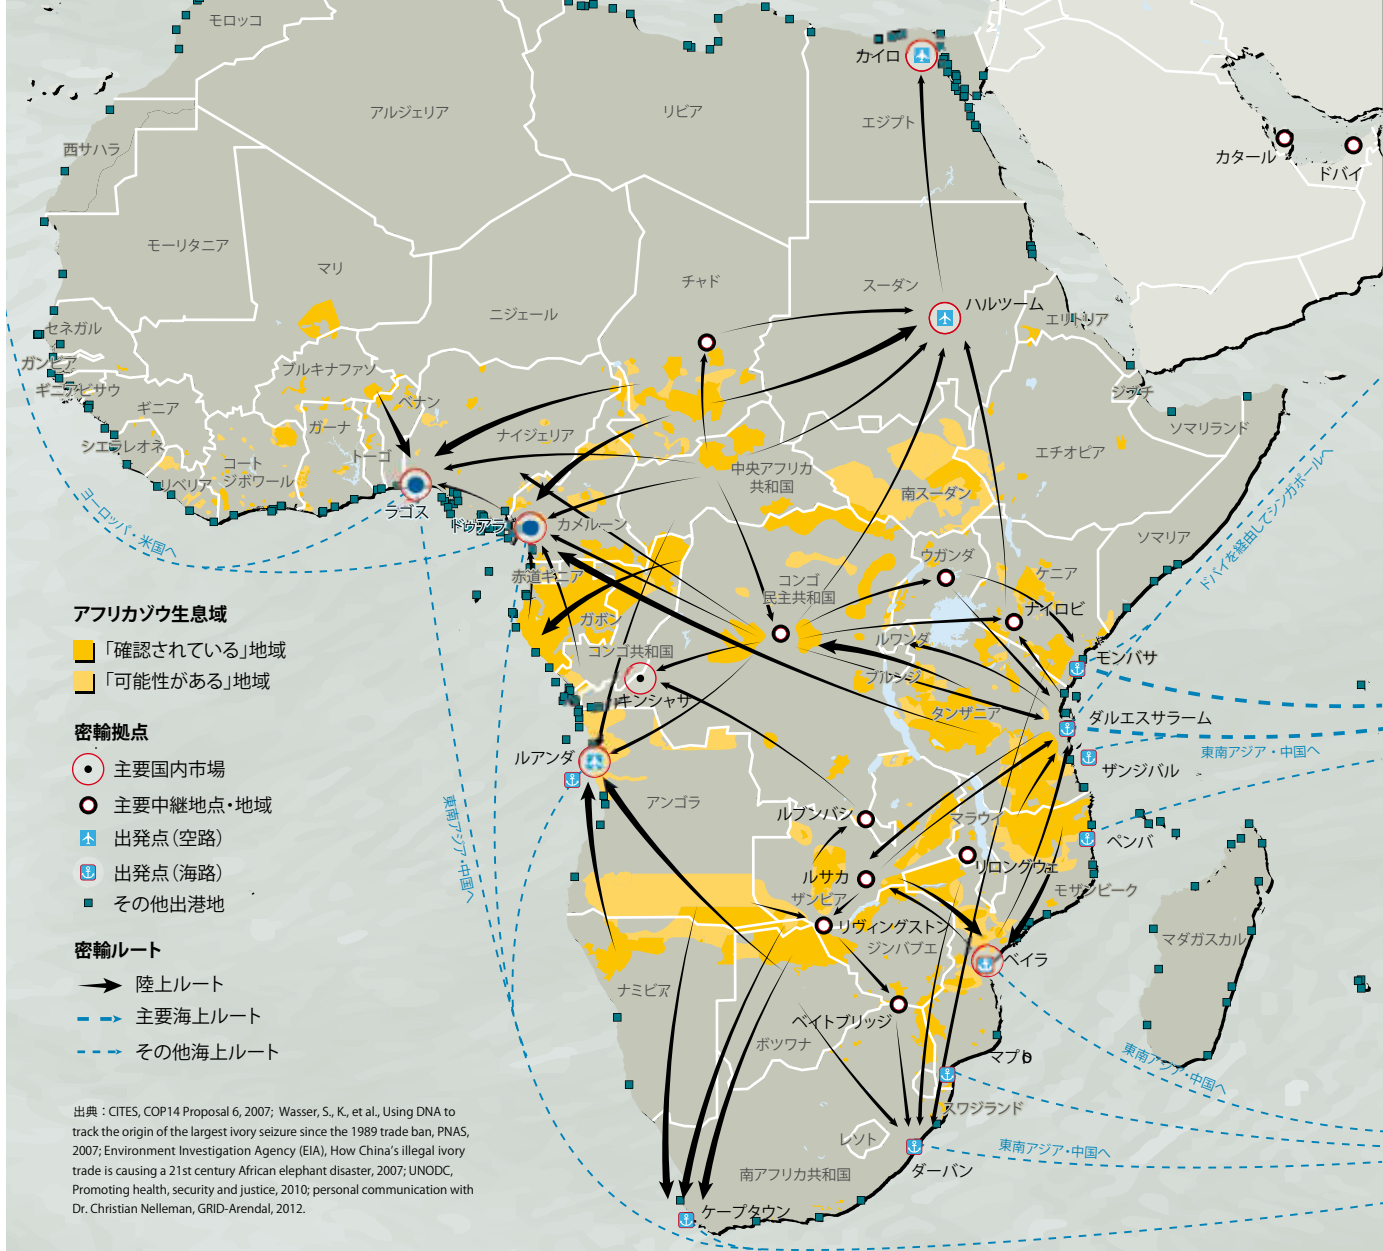 モロッコ
カイロ
アルジェリア
リビア
エジプト
西サハラ
カタール
ドバイ
モーリタニア
マリ
チャド
スーダン
ハルツーム
ニジェール
エリトリア
セネガル
ガンビア
ブルキナファソ
ギニアビサウ
ベナン
ジブチ
ギニア
ガーナ
ナイジェリア
ソマリランド
シエラレオネ
トーゴ
エチオピア
コート
ジボワール
中央アフリカ
共和国
リベリア
南スーダン
ラゴス
ドゥアラ
カメルーン
ヨーロッパ・米国へ
ソマリア
ドバイを経由してシンガポールへ
ウガンダ
赤道ギニア
コンゴ
民主共和国
ケニア
ナイロビ
ガボン
ルワンダ
コンゴ共和国
モンバサ
ブルンジ
キンシャサ
タンザニア
ダルエスサラーム
東南アジア・中国へ
ルアンダ
ザンジバル
アンゴラ
ルブンバシ
マラウイ
ペンバ
東南アジア・中国へ
リロングウェ
ルサカ
ザンビア
モザンビーク
リヴィングストン
ジンバブエ
マダガスカル
ベイラ
ナミビア
ベイトブリッジ
ボツワナ
マプト
東南アジア・中国へ
スワジランド
レソト
東南アジア・中国へ
南アフリカ共和国
ダーバン
ケープタウン
アフリカゾウ生息域
「確認されている」地域
「可能性がある」地域
密輸拠点
主要国内市場
主要中継地点・地域
出発点（空路）
出発点（海路）
その他出港地
密輸ルート
陸上ルート
主要海上ルート
その他海上ルート
出典：CITES, COP14 Proposal 6, 2007; Wasser, S., K., et al., Using DNA to
track the origin of the largest ivory seizure since the 1989 trade ban, PNAS,
2007; Environment Investigation Agency (EIA), How China's illegal ivory
trade is causing a 21st century African elephant disaster, 2007; UNODC,
Promoting health, security and justice, 2010; personal communication with
Dr. Christian Nelleman, GRID-Arendal, 2012.